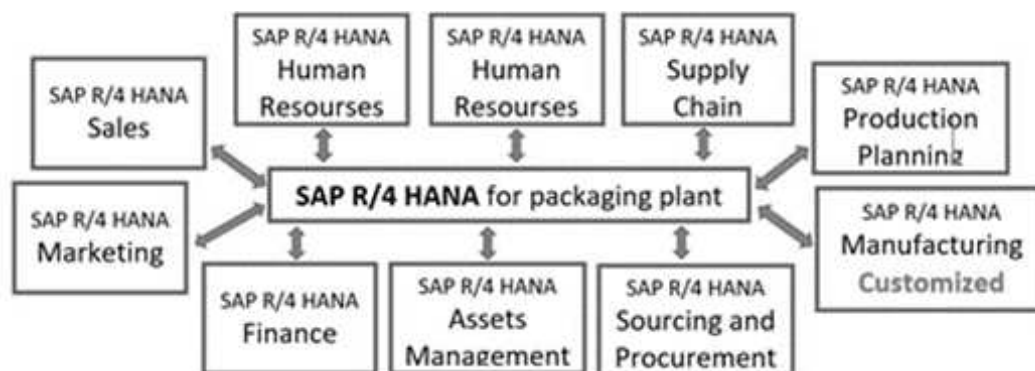 SAP R/4 HANA
Human
Resourses
SAP R/4 HANA
Human
Resourses
SAP R/4 HANA
Supply
Chain
SAP R/4 HANA
Sales
SAP R/4 HANA
Production
Planning
SAP R/4 HANA for packaging plant
SAP R/4 HANA
Marketing
SAP R/4 HANA
Manufacturing
Customized
SAP R/4 HANA
Finance
SAP R/4 HANA
Assets
Management
SAP R/4 HANA
Sourcing and
Procurement